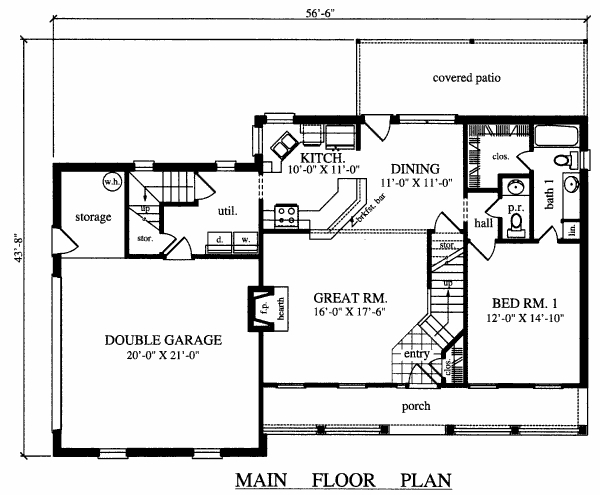 56'-6"
covered patio
43'-8"
KITCH.
10'-0" X 11'-0"
DINING
11'-0" X 11'-0"
clos.
bath 1
w.h.
storage
up
util.
stor.
d.
w.
2-brkfst. bar
p.r.
hall
lin.
stor.
up
f.p.
hearth
GREAT RM.
16'-0" X 17'-6"
BED RM. 1
12'-0" X 14'-10"
DOUBLE GARAGE
20'-0" X 21'-0"
entry
clos.
porch
MAIN FLOOR PLAN